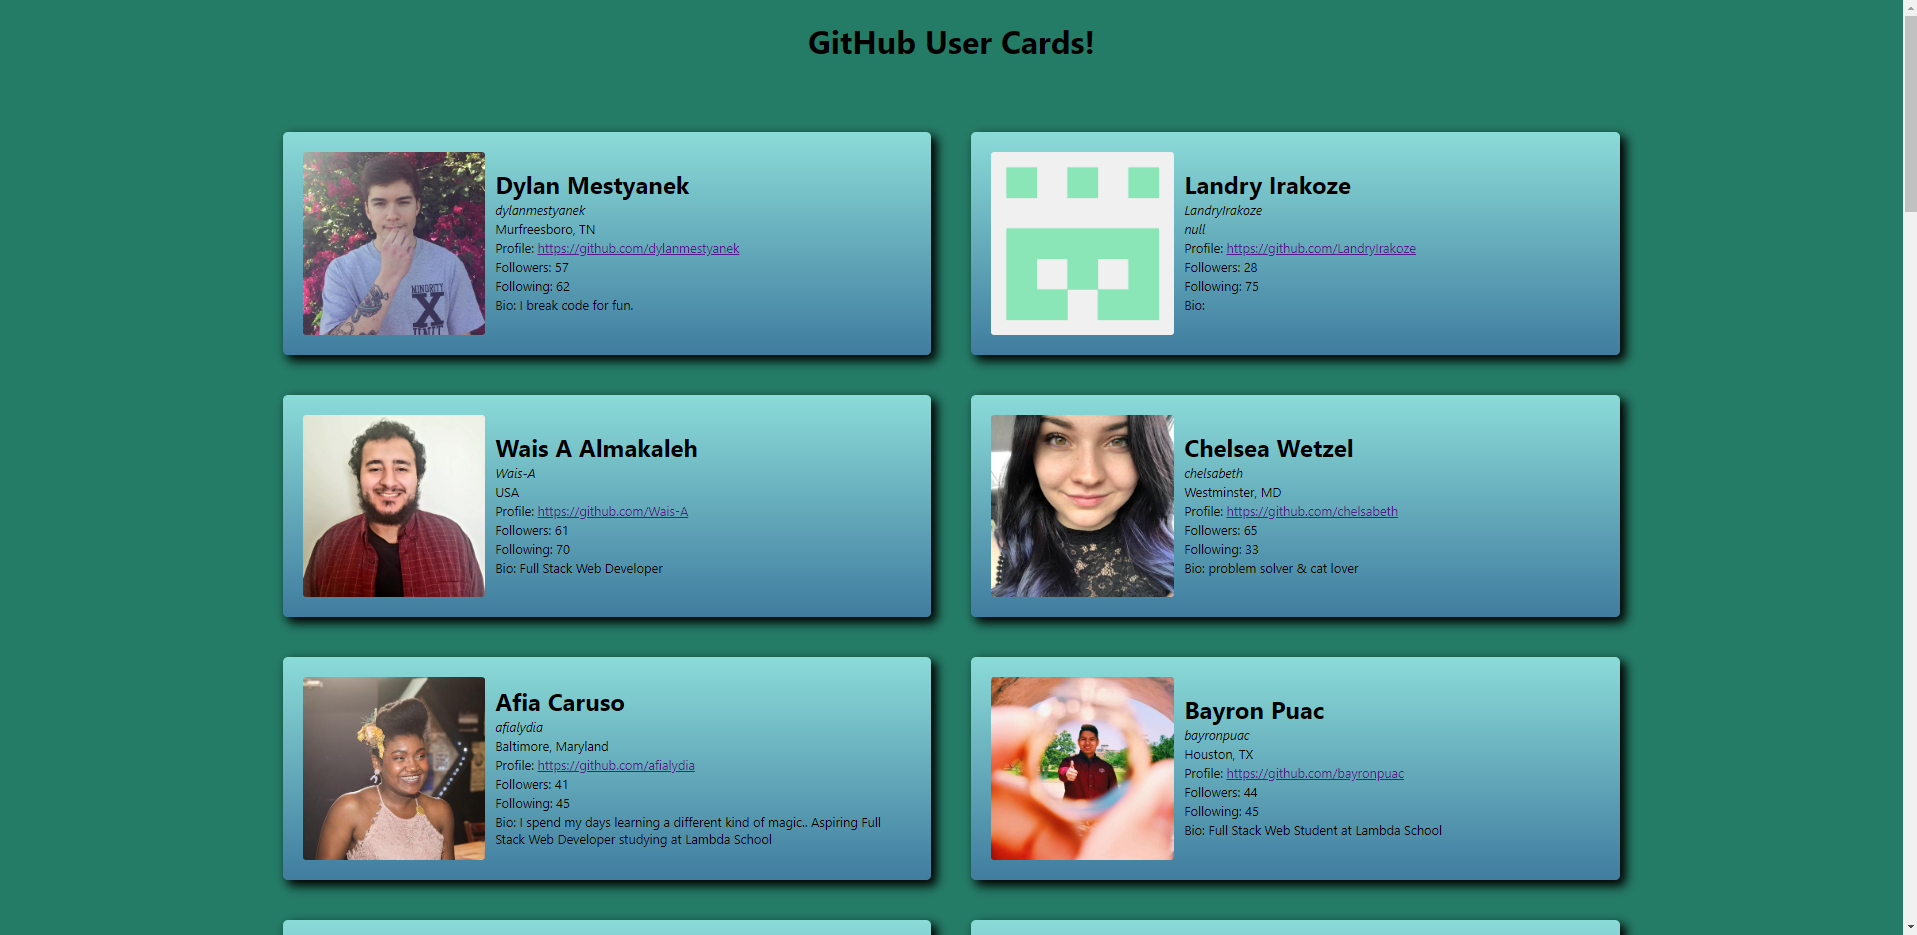 GitHub User Cards!
Dylan Mestyanek
dylanmestyanek
Murfreesboro, TN
Profile: https://github.com/dylanmestyanek
Followers: 57
Following: 62
Bio: I break code for fun.
MINORITY
X
UNIT
Landry Irakoze
LandryIrakoze
null
Profile: https://github.com/LandryIrakoze
Followers: 28
Following: 75
Bio:
Wais A Almakaleh
Wais-A
USA
Profile: https://github.com/Wais-A
Followers: 61
Following: 70
Bio: Full Stack Web Developer
Chelsea Wetzel
chelsabeth
Westminster, MD
Profile: https://github.com/chelsabeth
Followers: 65
Following: 33
Bio: problem solver & cat lover
Afia Caruso
afialydia
Baltimore, Maryland
Profile: https://github.com/afialydia
Followers: 41
Following: 45
Bio: I spend my days learning a different kind of magic.. Aspiring Full
Stack Web Developer studying at Lambda School
Bayron Puac
bayronpuac
Houston, TX
Profile: https://github.com/bayronpuac
Followers: 44
Following: 45
Bio: Full Stack Web Student at Lambda School